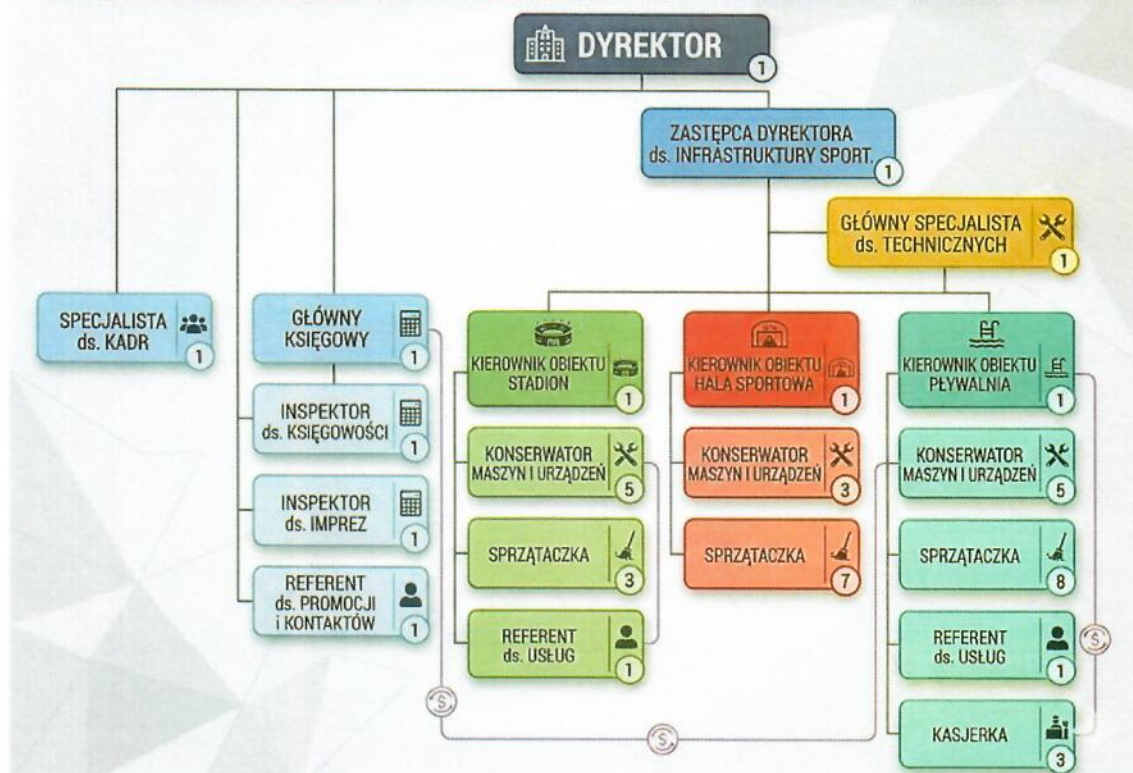 DYREKTOR
1
ZASTĘPCA DYREKTORA
ds. INFRASTRUKTURY SPORT.
1
GŁÓWNY SPECJALISTA
ds. TECHNICZNYCH
1
SPECJALISTA
ds. KADR
1
GŁÓWNY
KSIĘGOWY
1
INSPEKTOR
ds. KSIĘGOWOŚCI
1
INSPEKTOR
ds. IMPREZ
1
REFERENT
ds. PROMOCJI
i KONTAKTÓW
1
KIEROWNIK OBIEKTU
STADION
1
KONSERWATOR
MASZYN I URZĄDZEŃ
5
SPRZĄTACZKA
3
REFERENT
ds. USŁUG
1
KIEROWNIK OBIEKTU
HALA SPORTOWA
1
KONSERWATOR
MASZYN I URZĄDZEŃ
3
SPRZĄTACZKA
7
KIEROWNIK OBIEKTU
PŁYWALNIA
1
KONSERWATOR
MASZYN I URZĄDZEŃ
5
SPRZĄTACZKA
8
REFERENT
ds. USŁUG
1
KASJERKA
3
$
$
$